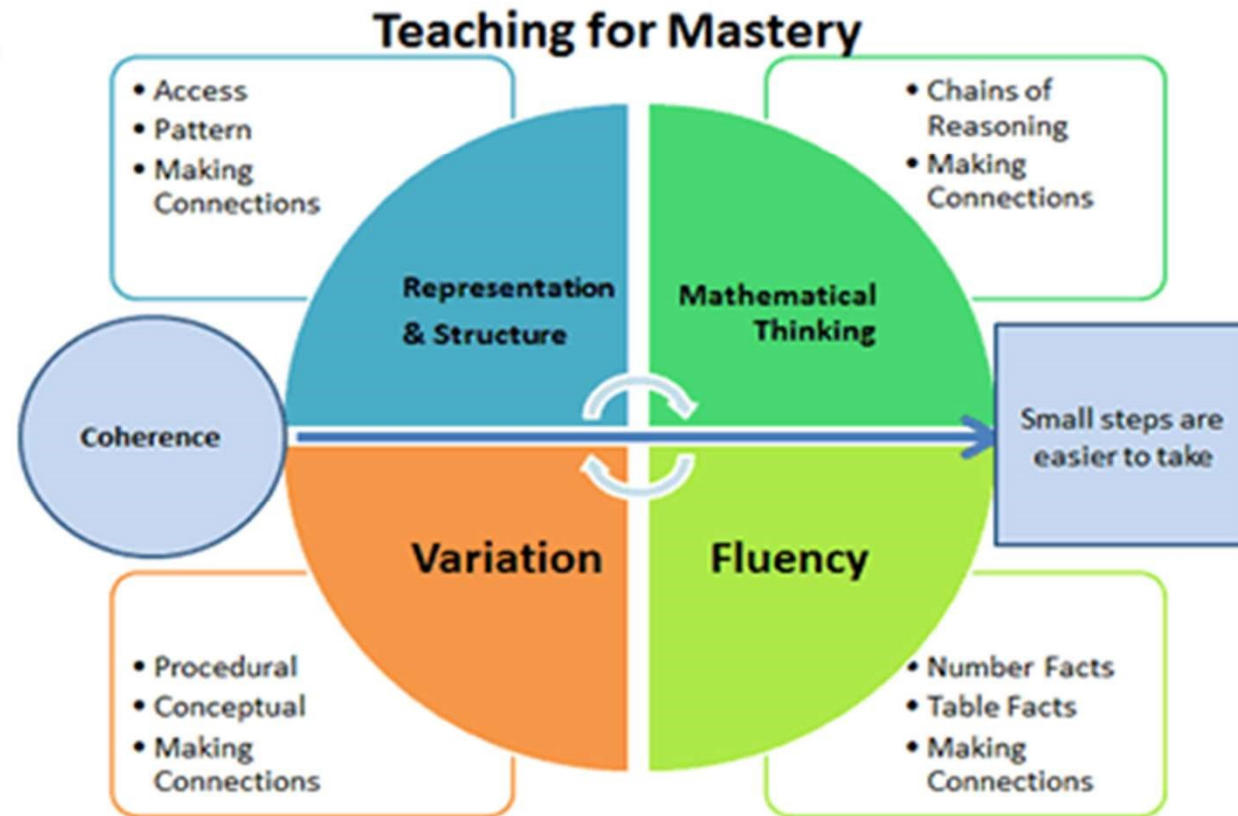 Teaching for Mastery
• Access
• Pattern
• Making
Connections
• Chains of
Reasoning
• Making
Connections
Representation
& Structure
Mathematical
Thinking
Coherence
Small steps are
easier to take
Variation
Fluency
• Procedural
• Conceptual
• Making
Connections
• Number Facts
• Table Facts
• Making
Connections